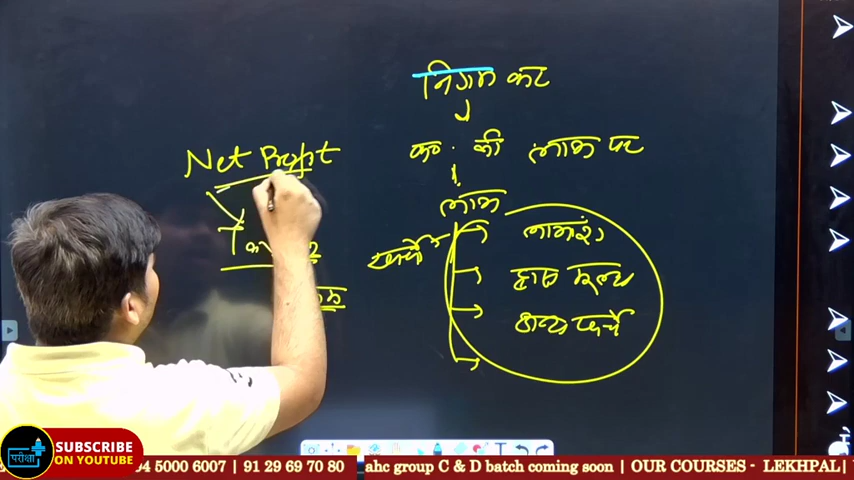 निगम कर
क॰ की लाभ पर
लाभ
Net Profit
खर्चे
लाभांश
ह्रास मूल्य
अन्य खर्चे
परीक्षा
SUBSCRIBE
ON YOUTUBE
94 5000 6007 | 91 29 69 70 80 ahc group C & D batch coming soon | OUR COURSES - LEKHPAL|